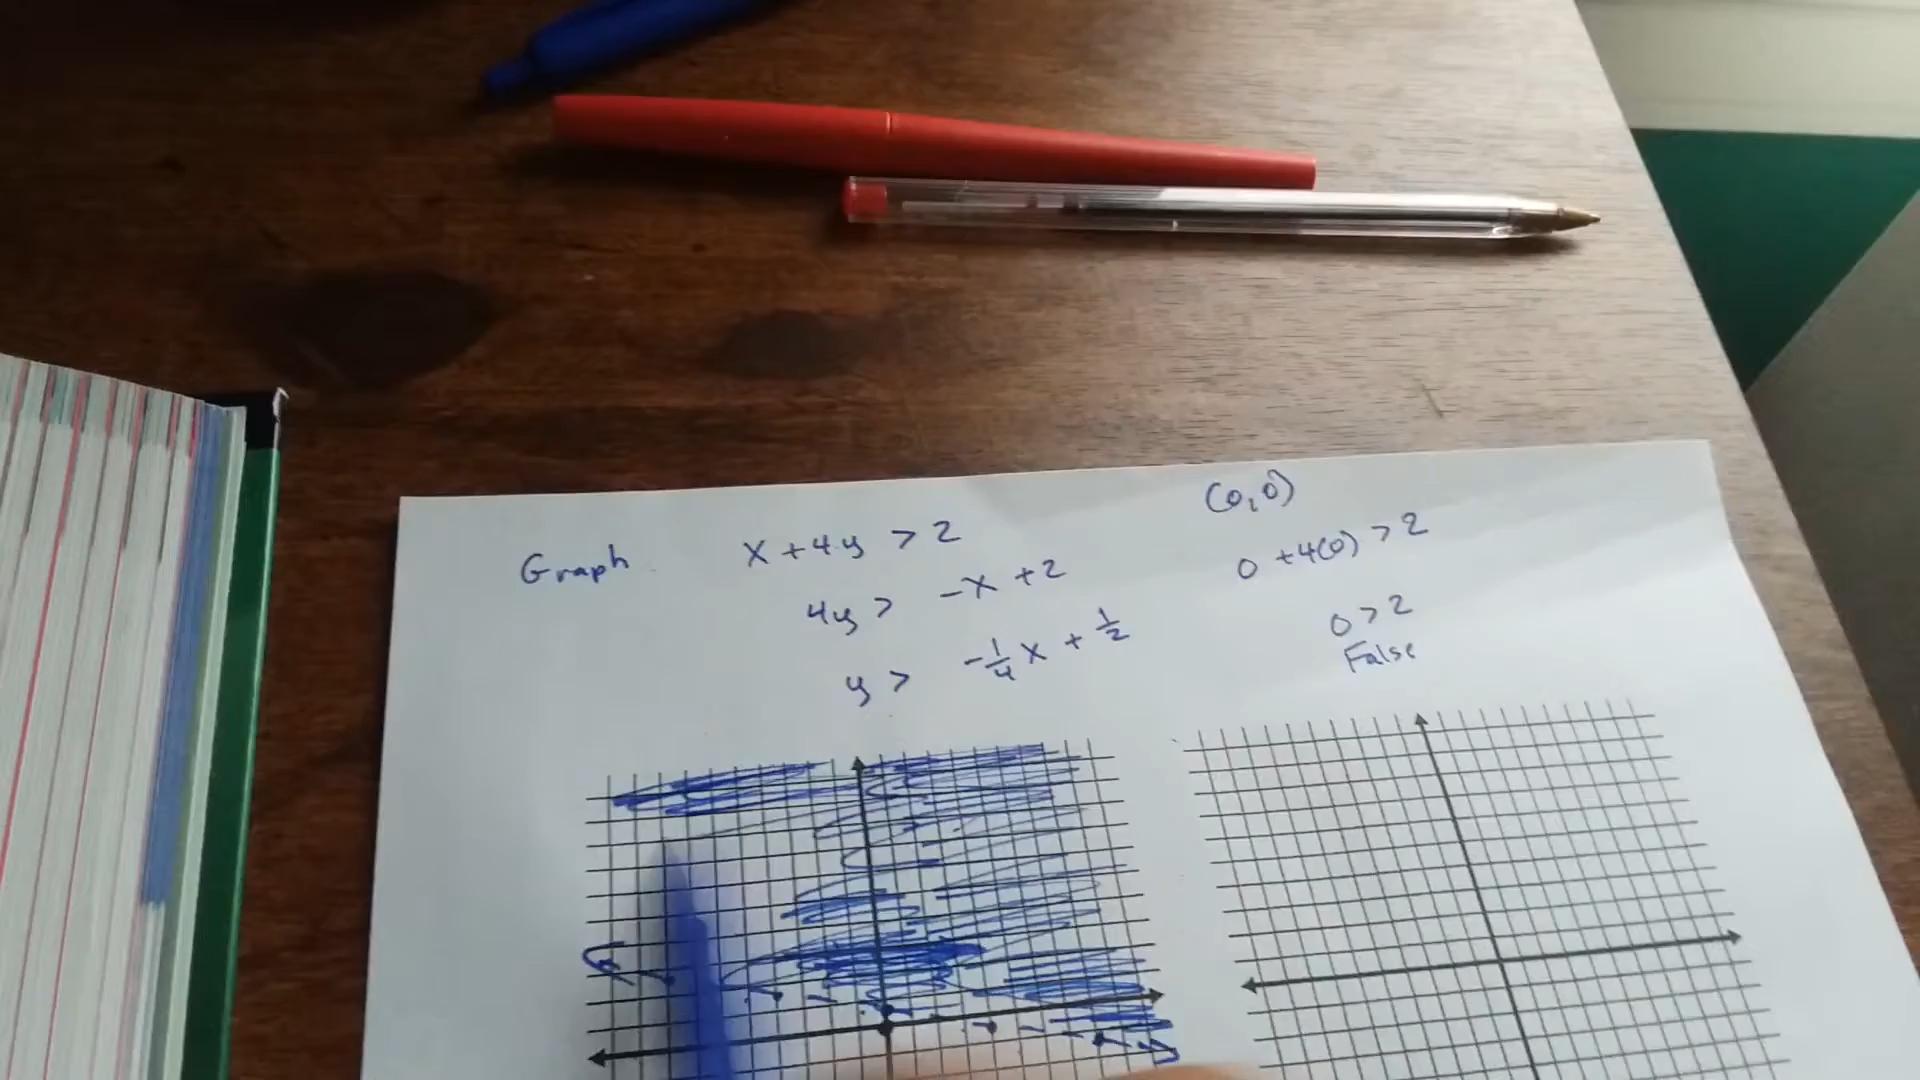 Graph x + 4y > 2
4y > -x + 2
y > -1/4 x + 1/2
(0,0)
0 + 4(0) > 2
0 > 2
False